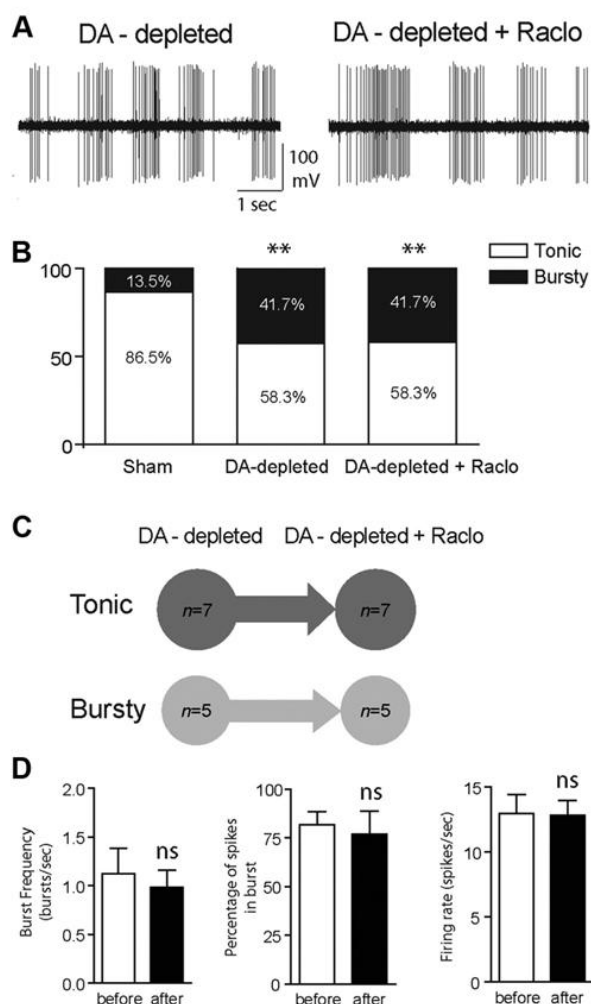 A
DA - depleted
DA - depleted + Raclo
100
mV
1 sec
B
Tonic
Bursty
**
**
100
50
0
13.5%
41.7%
41.7%
86.5%
58.3%
58.3%
Sham
DA-depleted
DA-depleted + Raclo
C
DA - depleted
DA - depleted + Raclo
Tonic
n=7
n=7
Bursty
n=5
n=5
D
Burst Frequency
(bursts/sec)
2.0
1.5
1.0
0.5
0.0
ns
before
after
Percentage of spikes
in burst
100
75
50
25
0
ns
before
after
Firing rate (spikes/sec)
15
10
5
0
ns
before
after